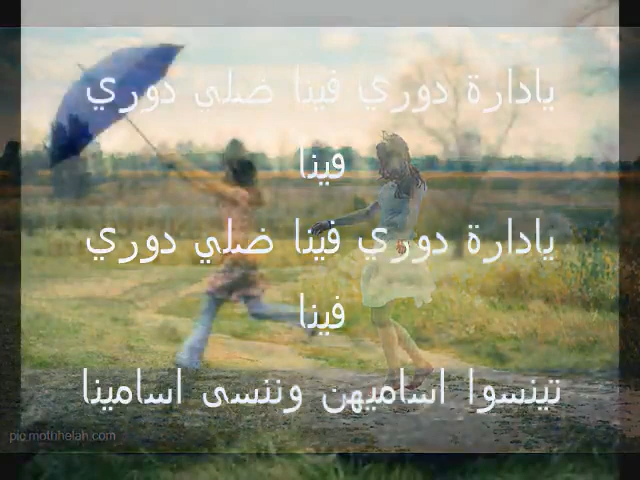 يادارة دوري فينا ضلي دوري
فينا
يادارة دوري فينا ضلي دوري
فينا
تينسوا اساميهن وننسى اسامينا
pic.mothhelah.com